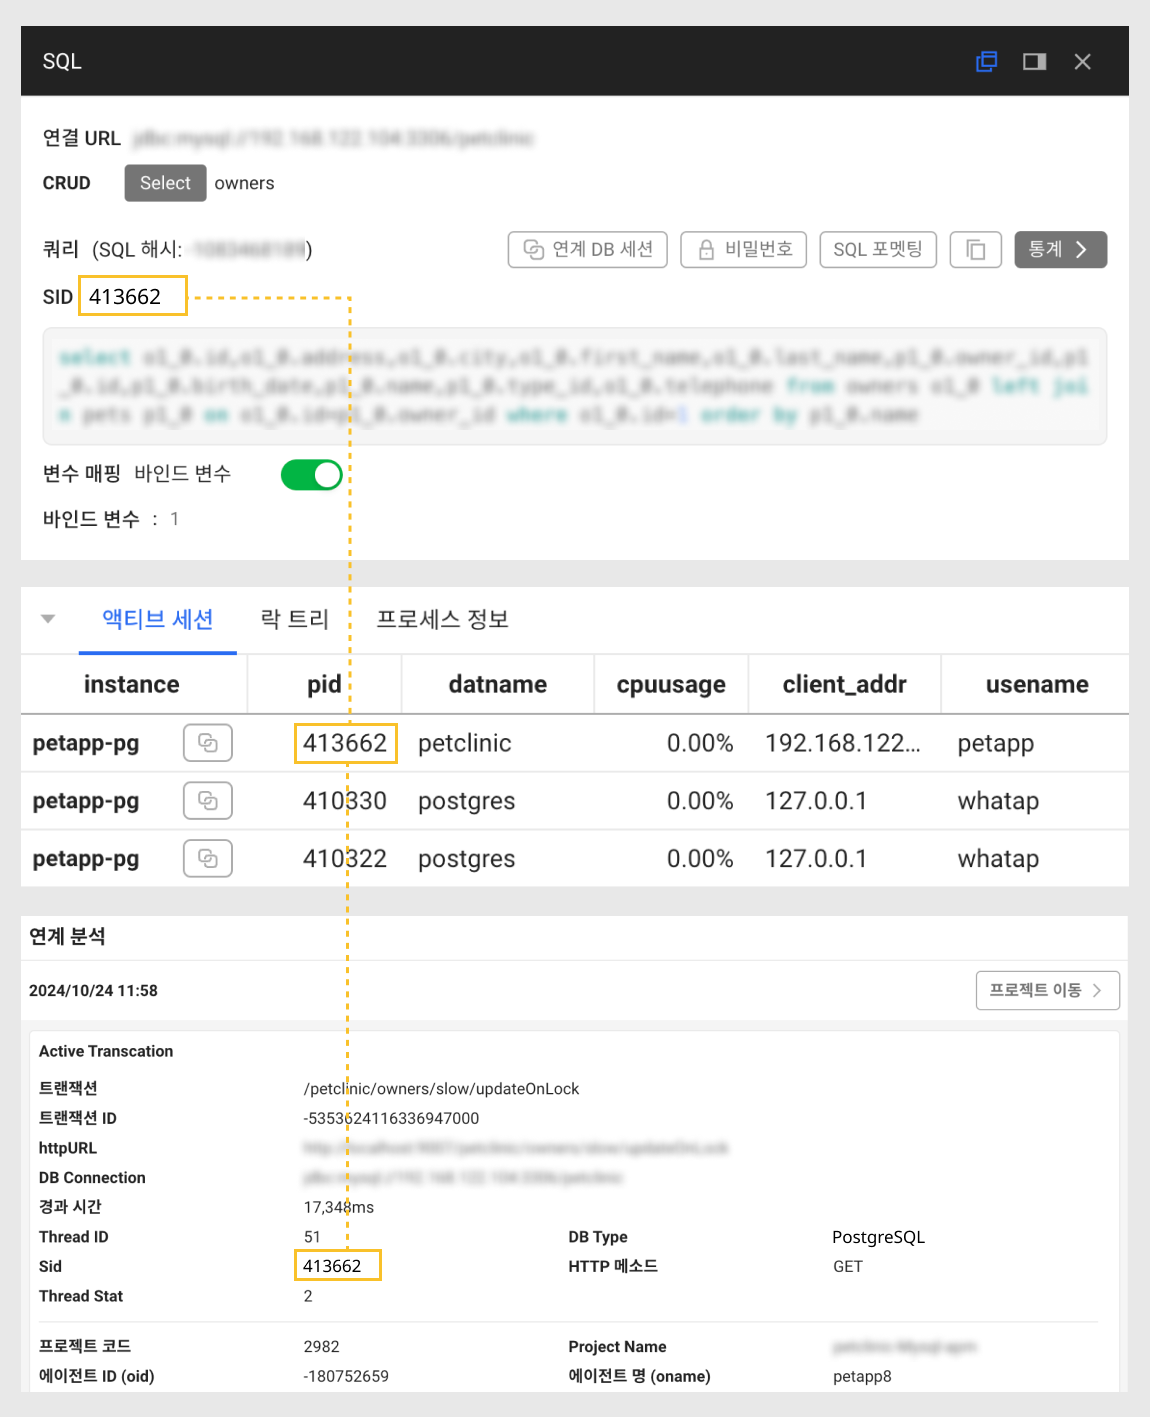 SQL
연결 URL
CRUD Select owners
쿼리 (SQL 해시: ) 연계 DB 세션 비밀번호 SQL 포멧팅 통계
SID 413662
변수 매핑 바인드 변수
바인드 변수 : 1
액티브 세션 락 트리 프로세스 정보
instance pid datname cpuusage client_addr usename
petapp-pg 413662 petclinic 0.00% 192.168.122... petapp
petapp-pg 410330 postgres 0.00% 127.0.0.1 whatap
petapp-pg 410322 postgres 0.00% 127.0.0.1 whatap
연계 분석
2024/10/24 11:58 프로젝트 이동
Active Transcation
트랜잭션 /petclinic/owners/slow/updateOnLock
트랜잭션 ID -5353624116336947000
httpURL
DB Connection
경과 시간 17,348ms
Thread ID 51 DB Type PostgreSQL
Sid 413662 HTTP 메소드 GET
Thread Stat 2
프로젝트 코드 2982 Project Name
에이전트 ID (oid) -180752659 에이전트 명 (oname) petapp8